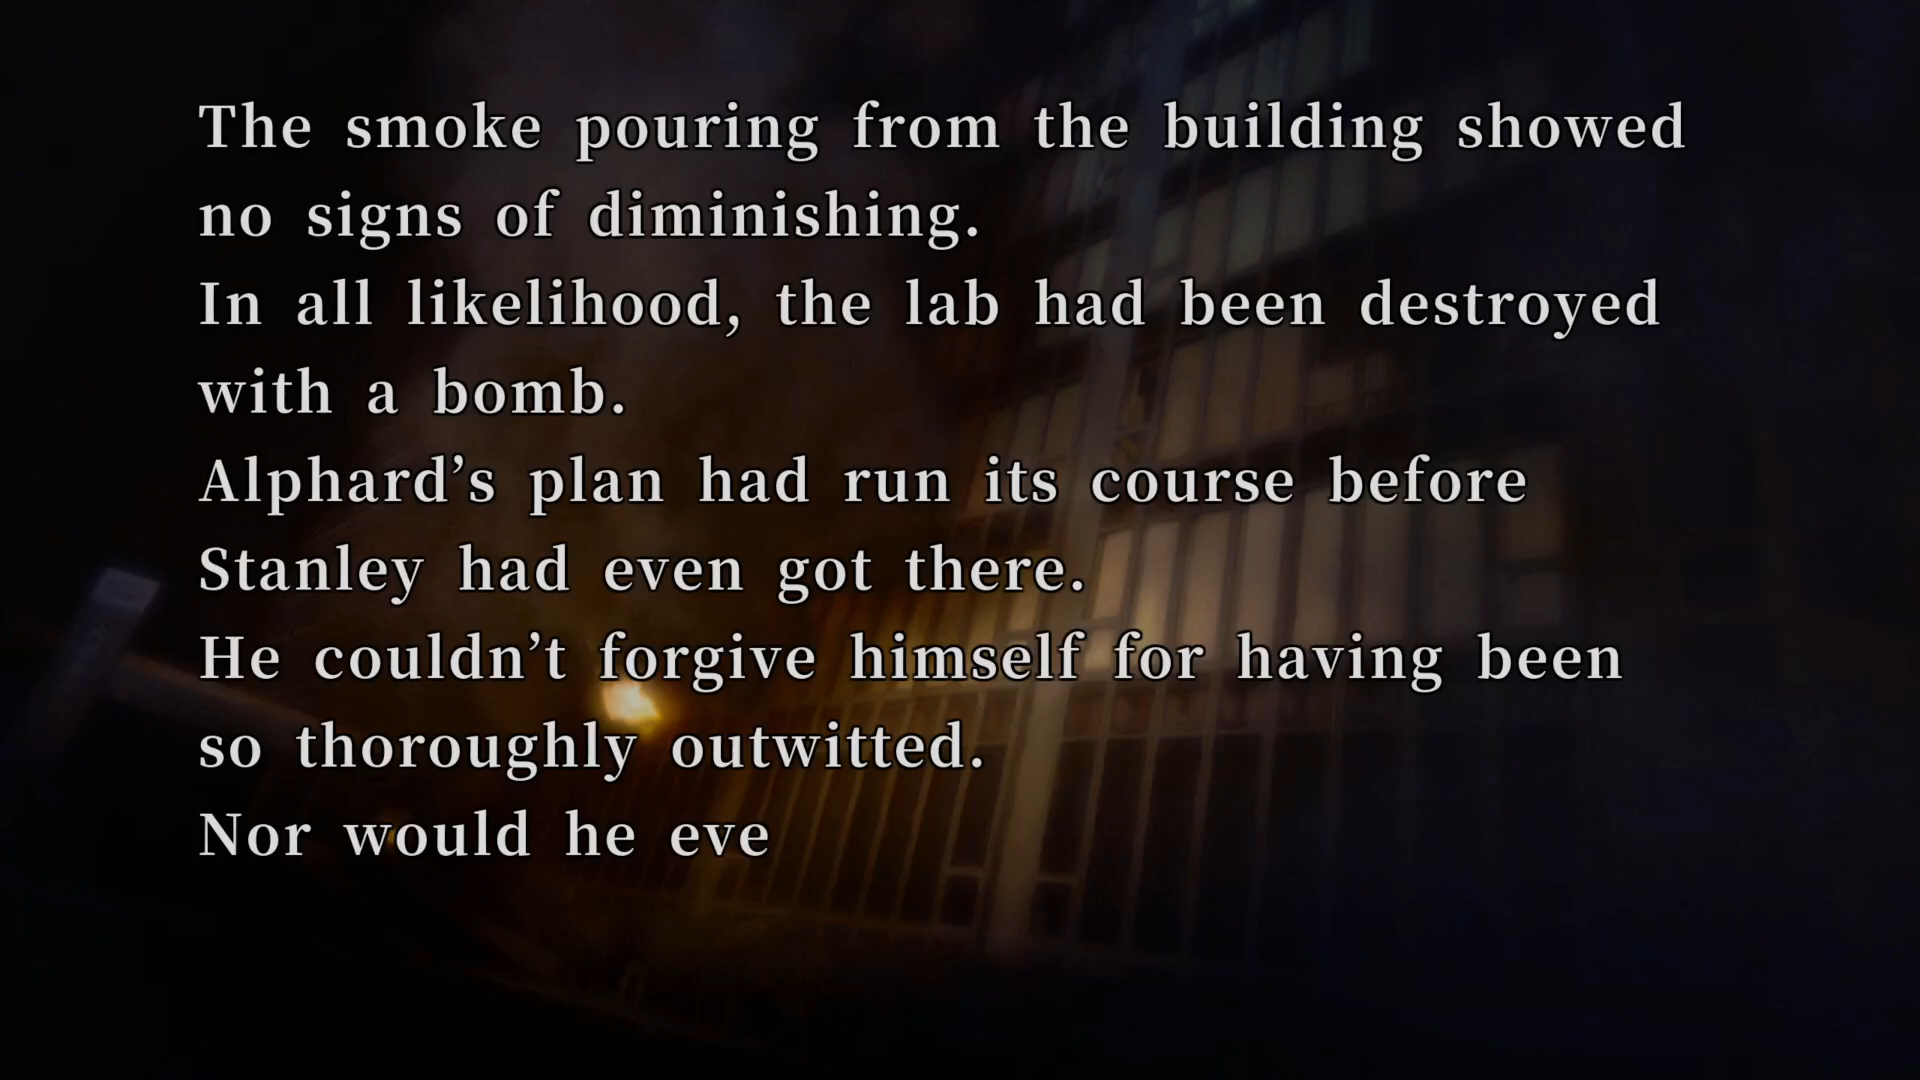 The smoke pouring from the building showed
no signs of diminishing.
In all likelihood, the lab had been destroyed
with a bomb.
Alphard’s plan had run its course before
Stanley had even got there.
He couldn’t forgive himself for having been
so thoroughly outwitted.
Nor would he eve